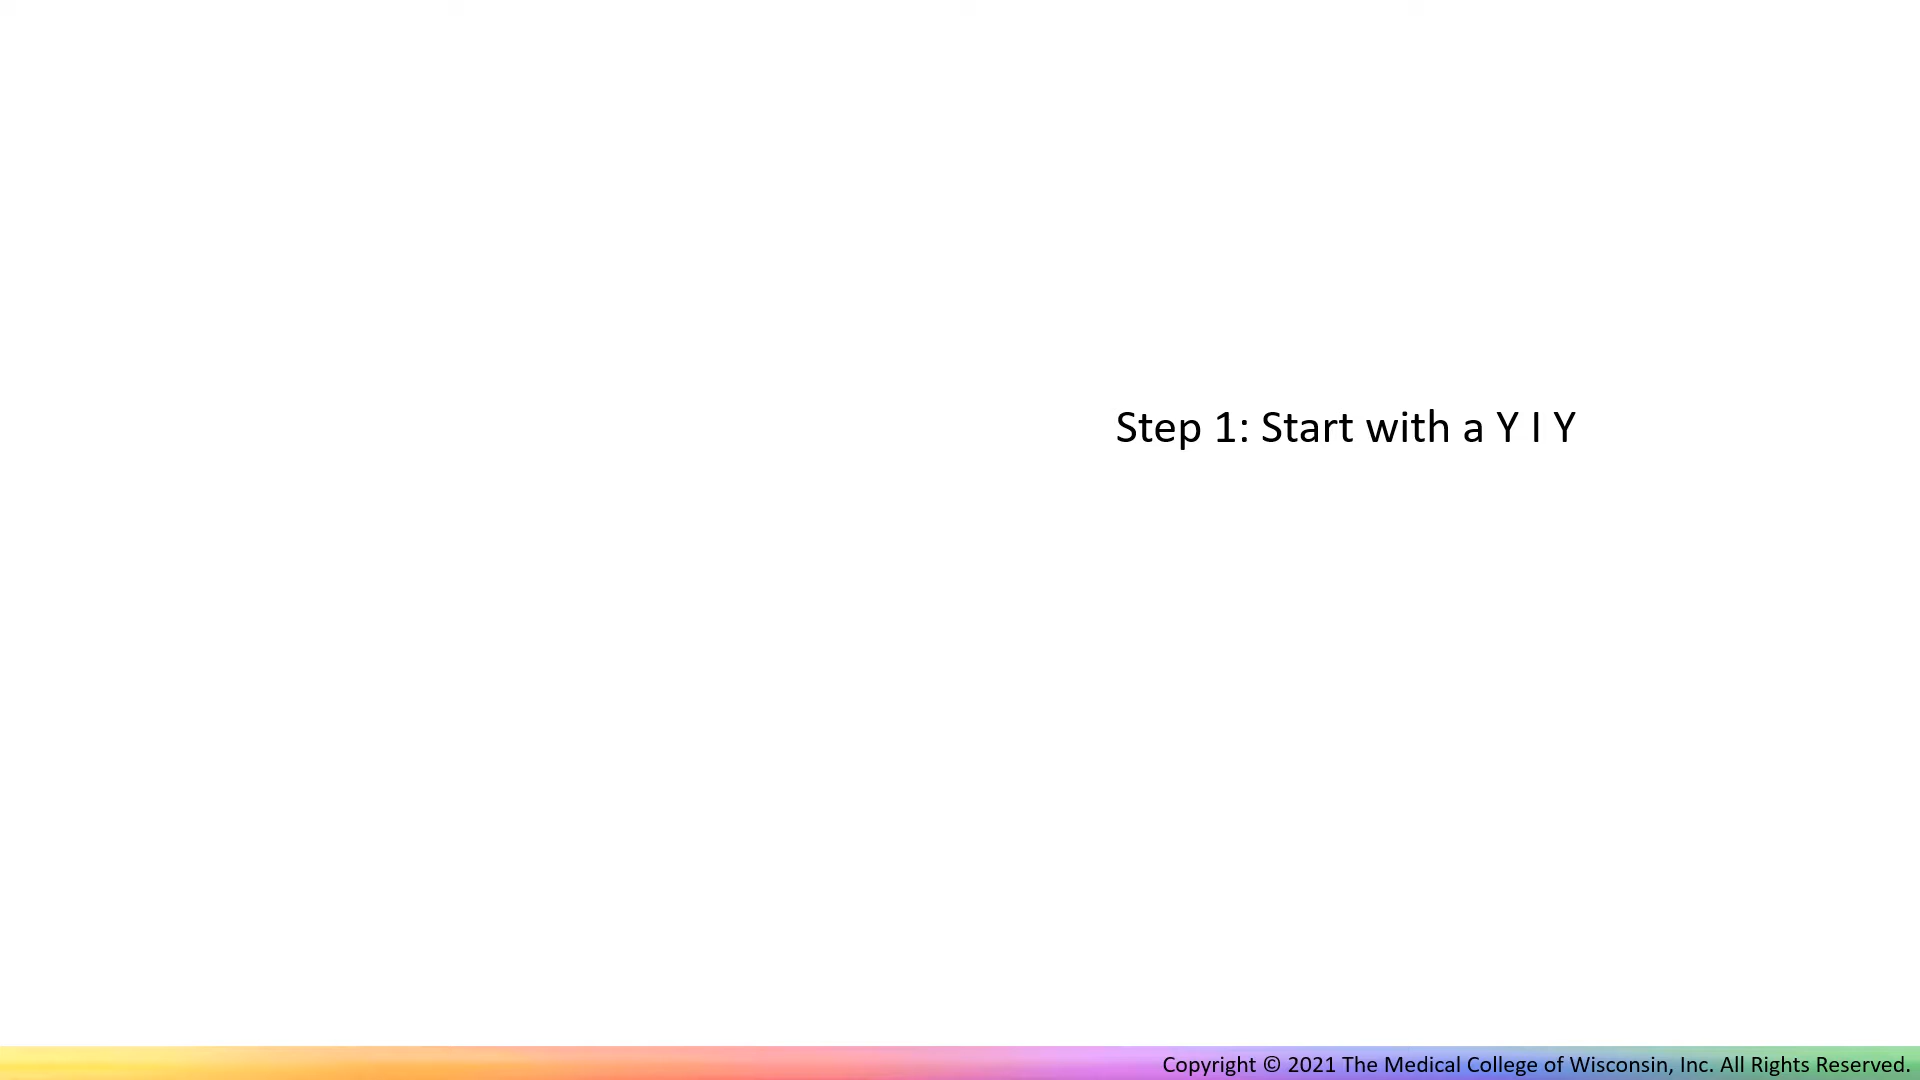 Step 1: Start with a Y I Y
Copyright © 2021 The Medical College of Wisconsin, Inc. All Rights Reserved.